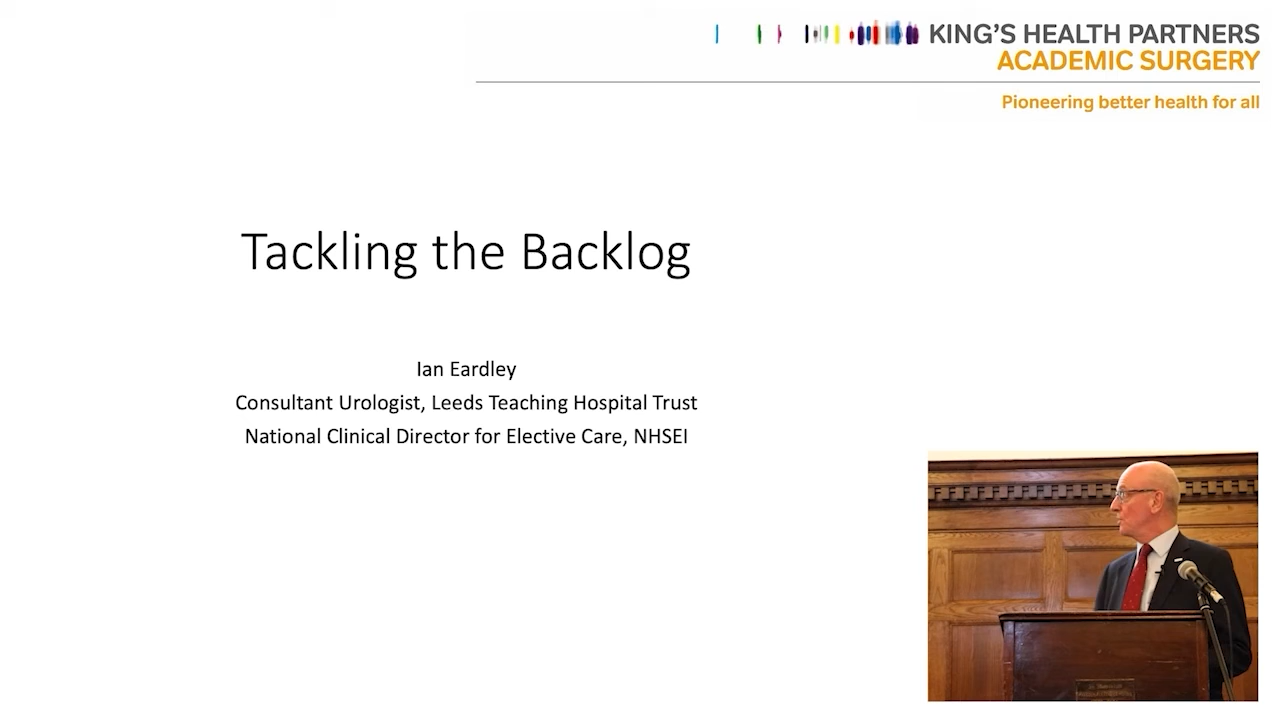 KING'S HEALTH PARTNERS
ACADEMIC SURGERY
Pioneering better health for all
Tackling the Backlog
Ian Eardley
Consultant Urologist, Leeds Teaching Hospital Trust
National Clinical Director for Elective Care, NHSEI